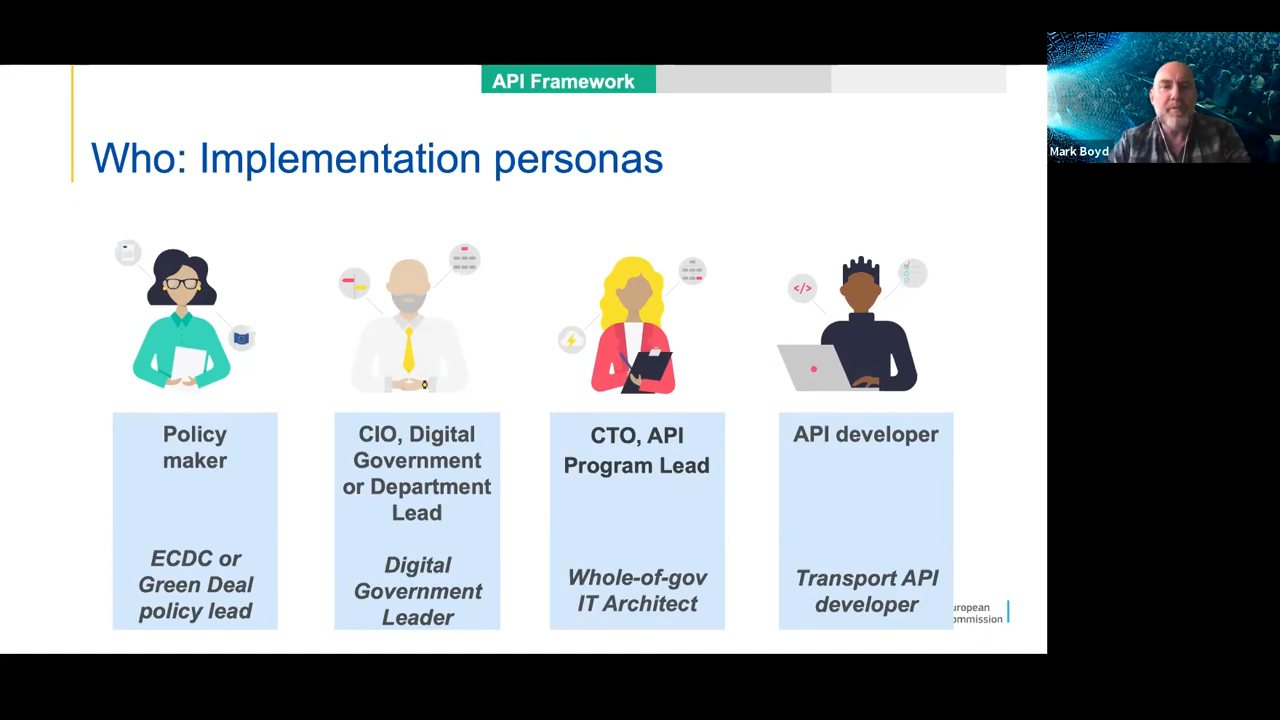 API Framework
Mark Boyd
Who: Implementation personas
</>
Policy
maker
ECDC or
Green Deal
policy lead
CIO, Digital
Government
or Department
Lead
Digital
Government
Leader
CTO, API
Program Lead
Whole-of-gov
IT Architect
API developer
Transport API
developer
uropean
ommission